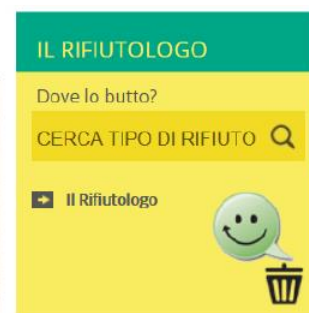 IL RIFIUTOLOGO
Dove lo butto?
CERCA TIPO DI RIFIUTO
Il Rifiutologo